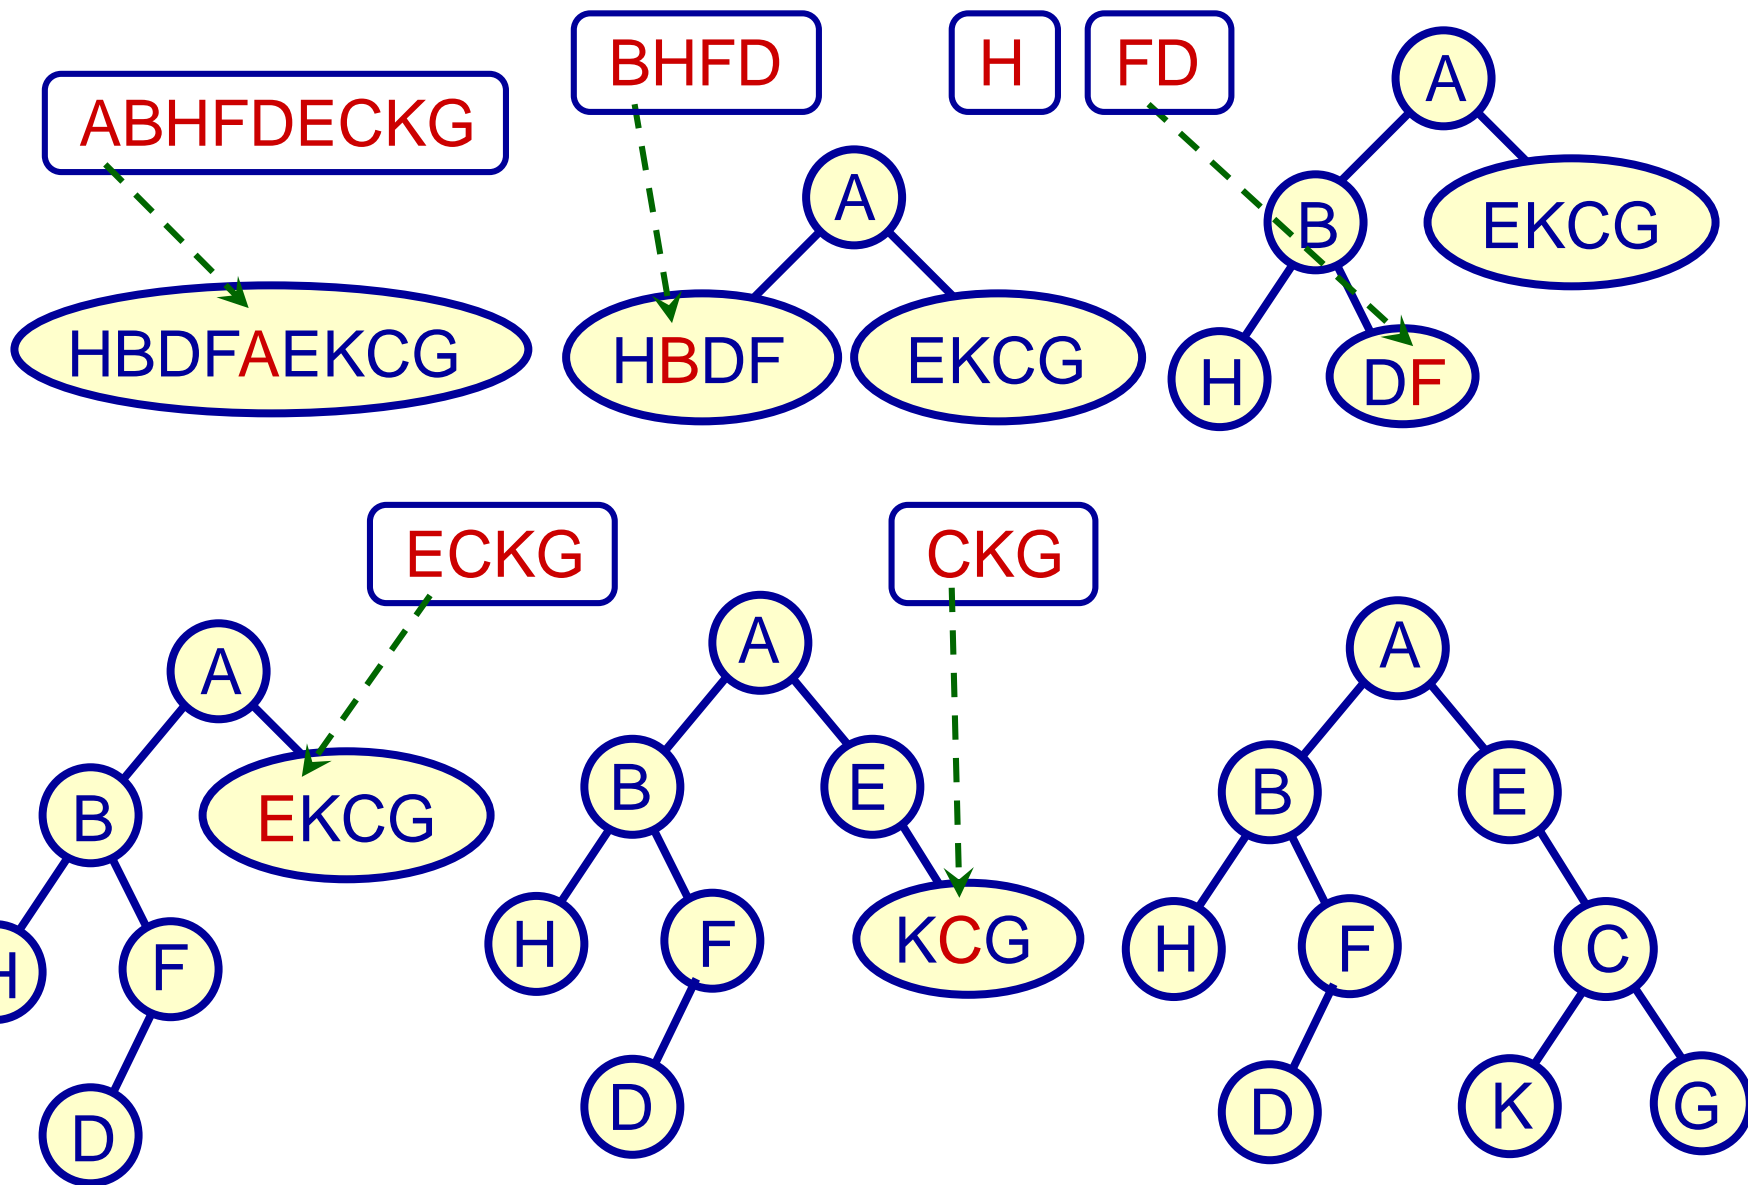 ABHFDECKG
HBDFAEKCG
BHFD
A
HBDF
EKCG
H
FD
A
B
EKCG
H
DF
ECKG
A
B
EKCG
H
F
D
CKG
A
B
E
H
F
KCG
D
A
B
E
H
F
C
D
K
G